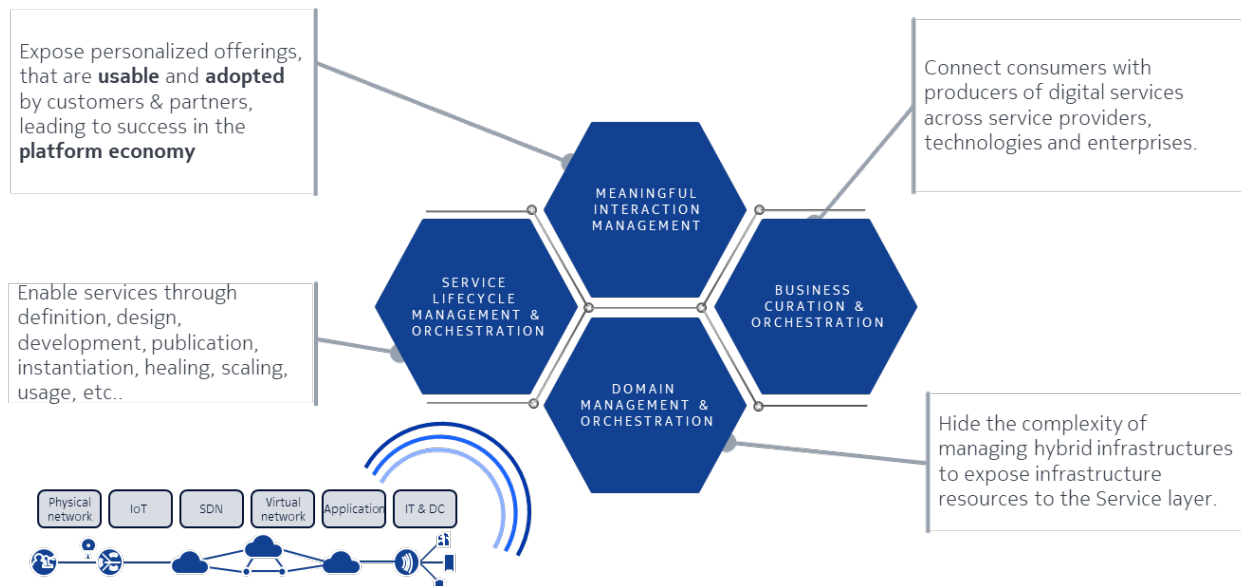 Expose personalized offerings,
that are usable and adopted
by customers & partners,
leading to success in the
platform economy
Connect consumers with
producers of digital services
across service providers,
technologies and enterprises.
MEANINGFUL
INTERACTION
MANAGEMENT
SERVICE
LIFECYCLE
MANAGEMENT &
ORCHESTRATION
BUSINESS
CURATION &
ORCHESTRATION
Enable services through
definition, design,
development, publication,
instantiation, healing, scaling,
usage, etc..
DOMAIN
MANAGEMENT &
ORCHESTRATION
Hide the complexity of
managing hybrid infrastructures
to expose infrastructure
resources to the Service layer.
Physical
network
IoT
SDN
Virtual
network
Application
IT & DC